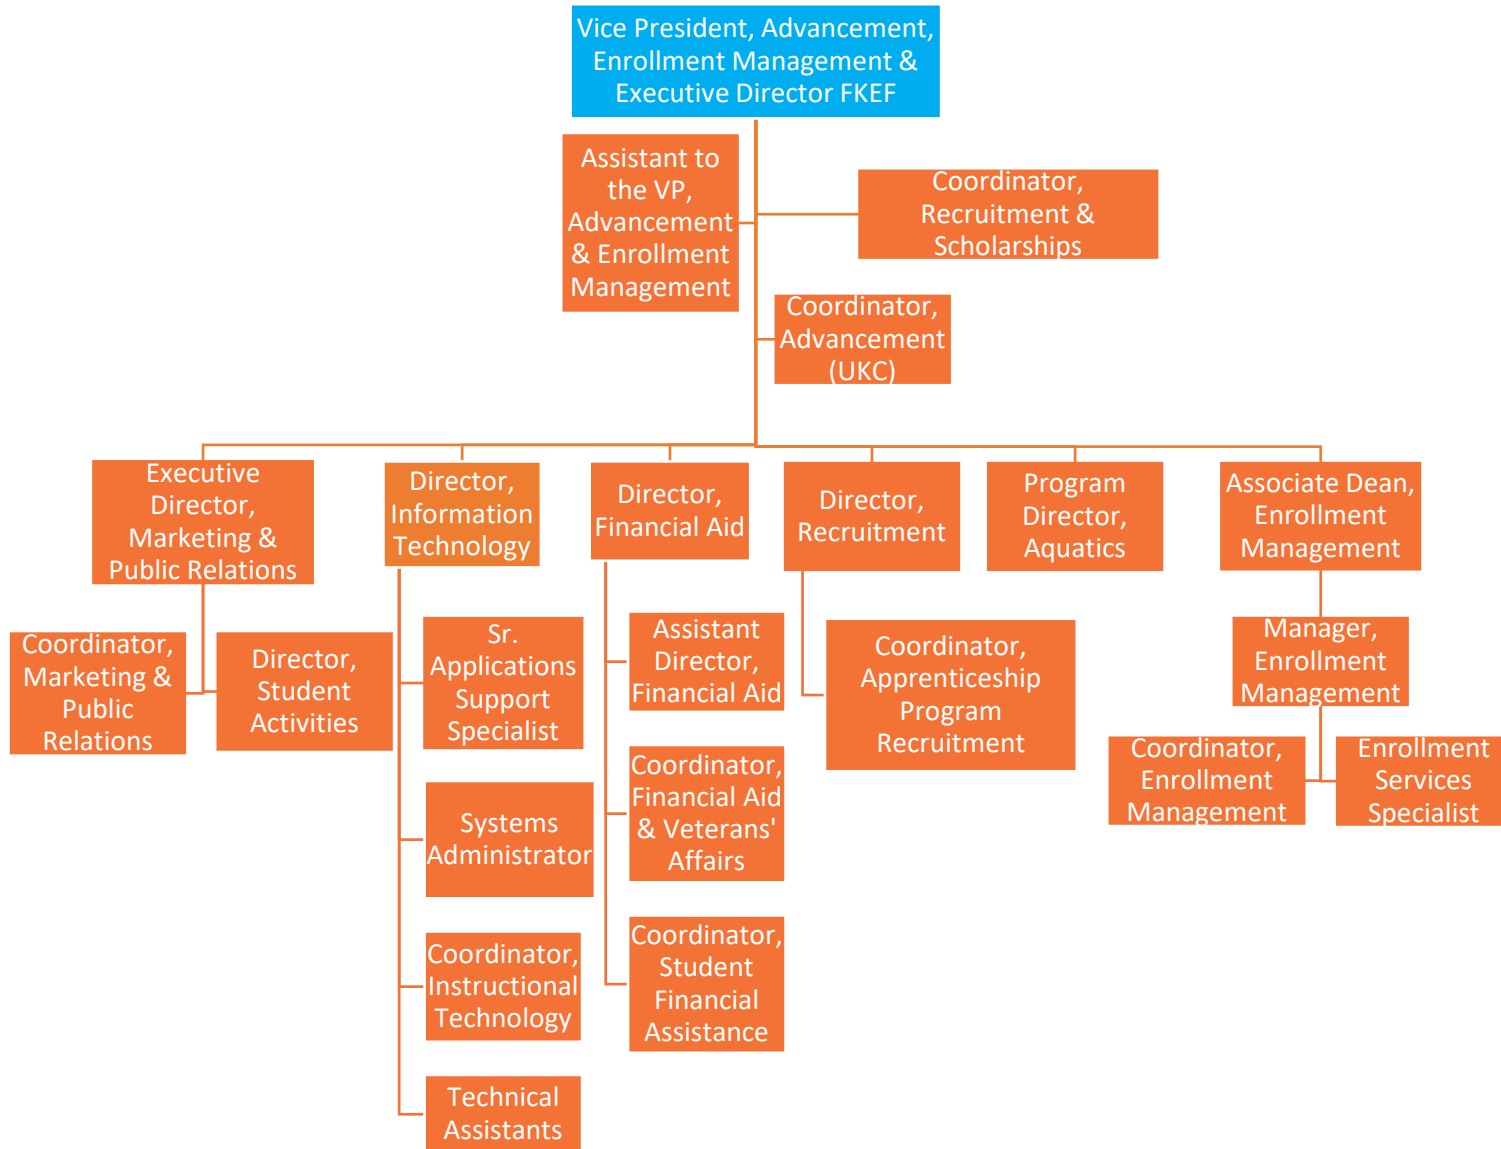 Vice President, Advancement,
Enrollment Management &
Executive Director FKEF
Assistant to
the VP,
Advancement
& Enrollment
Management
Coordinator,
Recruitment &
Scholarships
Coordinator,
Advancement
(UKC)
Executive
Director,
Marketing &
Public Relations
Director,
Information
Technology
Director,
Financial Aid
Director,
Recruitment
Program
Director,
Aquatics
Associate Dean,
Enrollment
Management
Coordinator,
Marketing &
Public
Relations
Director,
Student
Activities
Sr.
Applications
Support
Specialist
Assistant
Director,
Financial Aid
Coordinator,
Apprenticeship
Program
Recruitment
Manager,
Enrollment
Management
Coordinator,
Enrollment
Management
Enrollment
Services
Specialist
Systems
Administrator
Coordinator,
Financial Aid
& Veterans'
Affairs
Coordinator,
Instructional
Technology
Coordinator,
Student
Financial
Assistance
Technical
Assistants